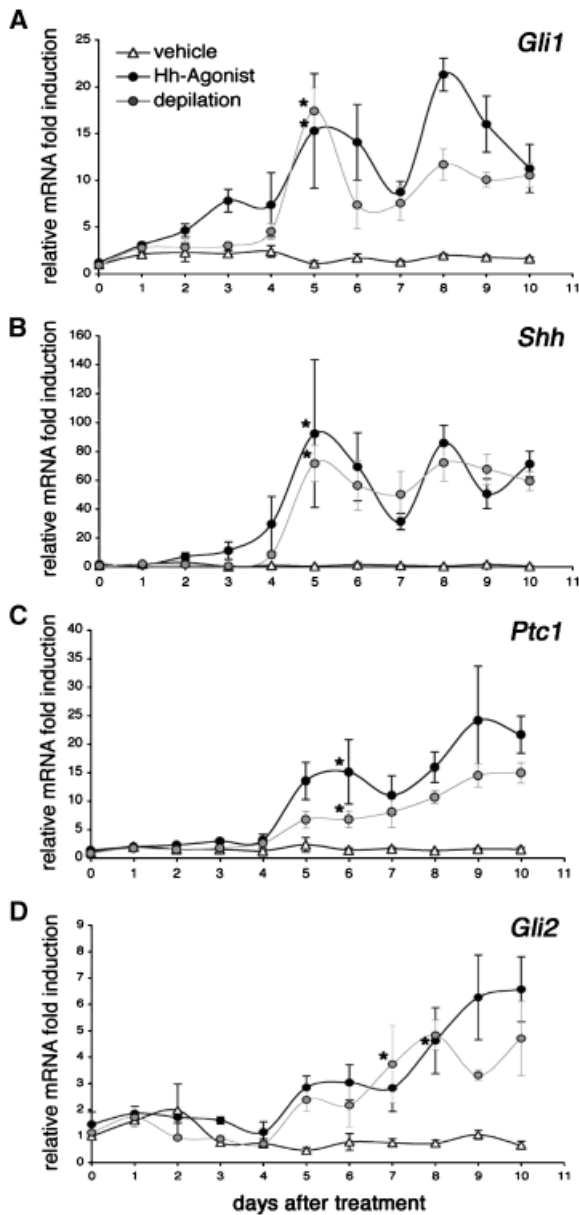 A
Gli1
vehicle
Hh-Agonist
depilation
relative mRNA fold induction
25
20
15
10
5
0
*
*
0 1 2 3 4 5 6 7 8 9 10 11
B
Shh
relative mRNA fold induction
160
140
120
100
80
60
40
20
0
*
*
0 1 2 3 4 5 6 7 8 9 10 11
C
Ptc1
relative mRNA fold induction
40
35
30
25
20
15
10
5
0
*
*
0 1 2 3 4 5 6 7 8 9 10 11
D
Gli2
relative mRNA fold induction
9
8
7
6
5
4
3
2
1
0
* *
0 1 2 3 4 5 6 7 8 9 10 11
days after treatment